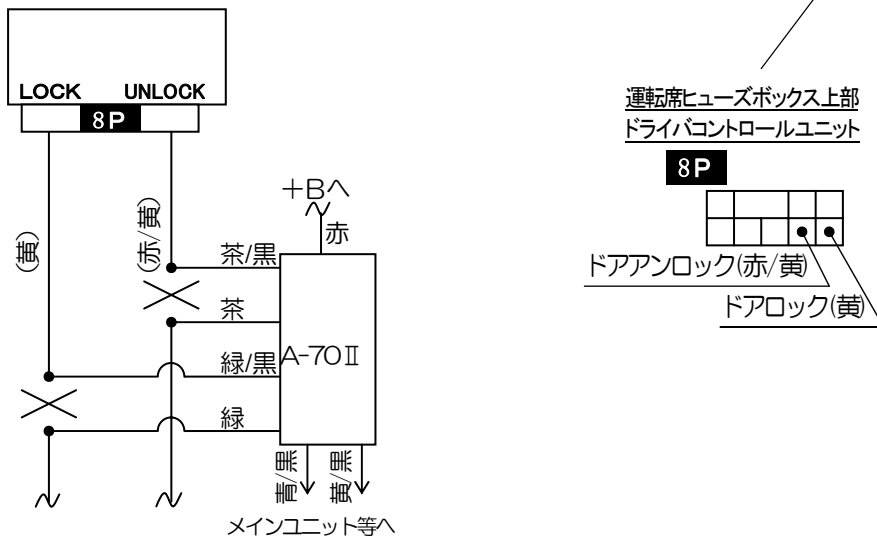 LOCK UNLOCK
8P
(黄)
(赤/黄)
+Bへ
赤
茶/黒
茶
緑/黒
緑
A-70Ⅱ
青/黒
黄/黒
メインユニット等へ
運転席ヒューズボックス上部
ドライバコントロールユニット
8P
ドアアンロック(赤/黄)
ドアロック(黄)